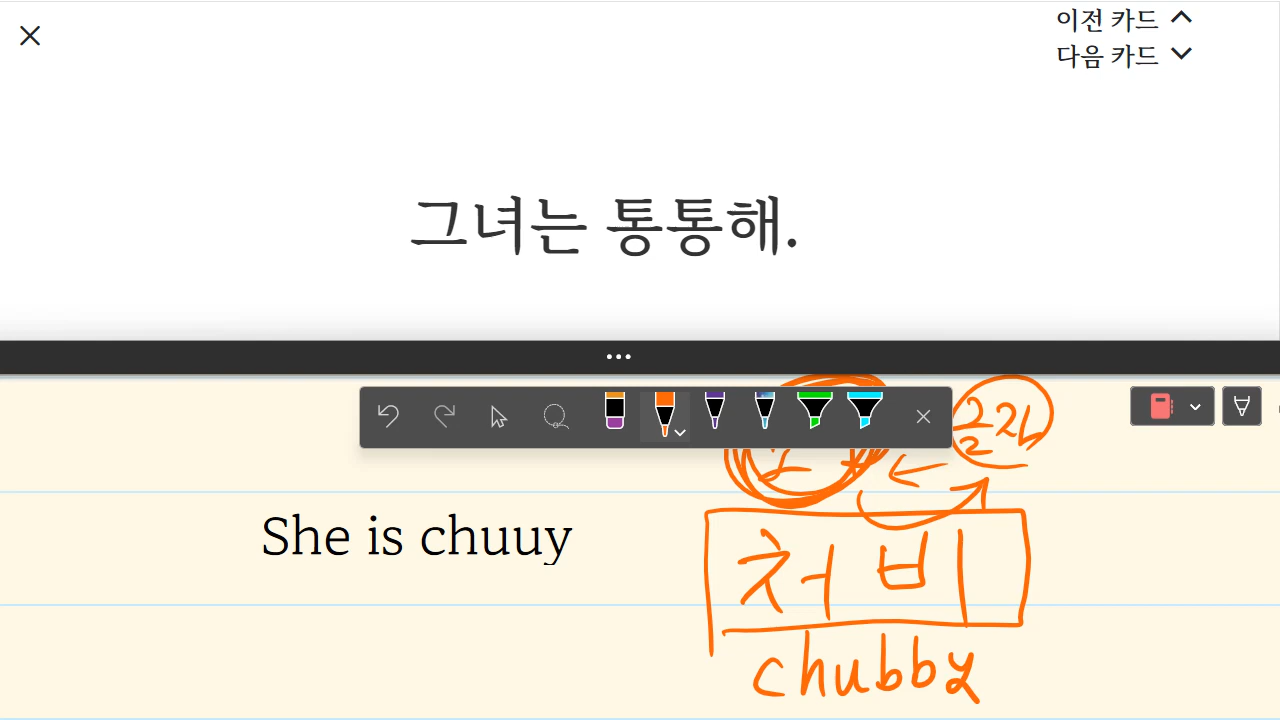 이전 카드
다음 카드
그녀는 통통해.
She is chuuy
처비
chubby